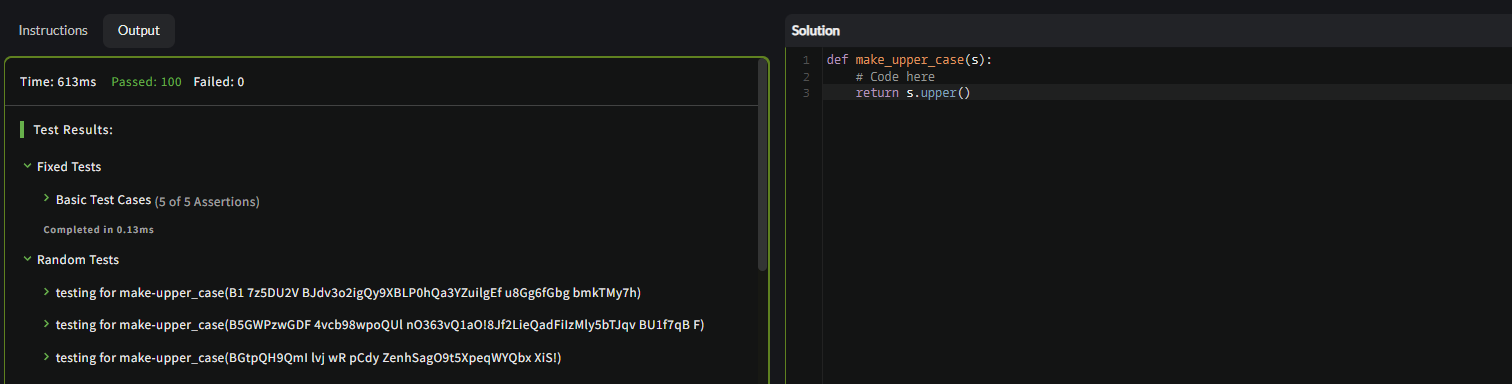 Instructions
Output
Time: 613ms Passed: 100 Failed: 0
Test Results:
Fixed Tests
Basic Test Cases (5 of 5 Assertions)
Completed in 0.13ms
Random Tests
testing for make-upper_case(B1 7z5DU2V BJdv3o2igQy9XBLP0hQa3YZuilgEf u8Gg6fGbg bmkTMy7h)
testing for make-upper_case(B5GWPzwGDF 4vcb98wpoQUl nO363vQ1aO!8Jf2LieQadFiIzMly5bTJqv BU1f7qB F)
testing for make-upper_case(BGtpQH9QmI lvj wR pCdy ZenhSagO9t5XpeqWYQbx XiS!)
Solution
1 def make_upper_case(s):
2 # Code here
3 return s.upper()